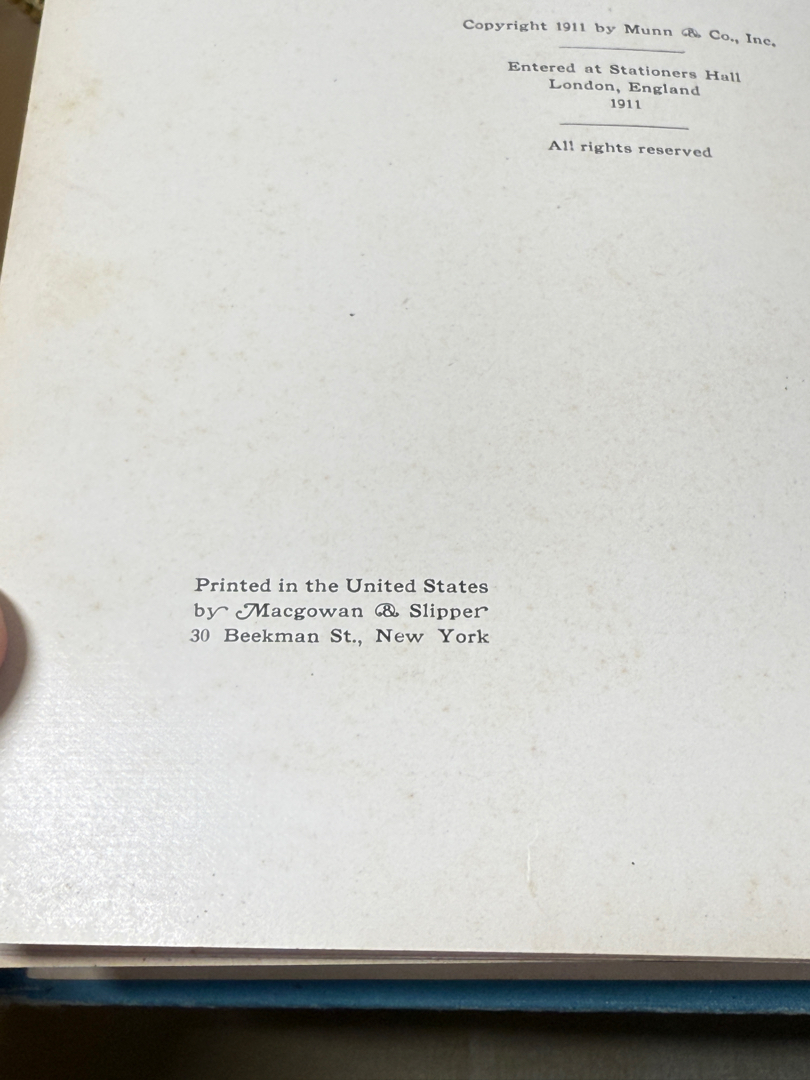 Copyright 1911 by Munn & Co., Inc.
Entered at Stationers Hall
London, England
1911
All rights reserved
Printed in the United States
by Macgowan & Slipper
30 Beekman St., New York